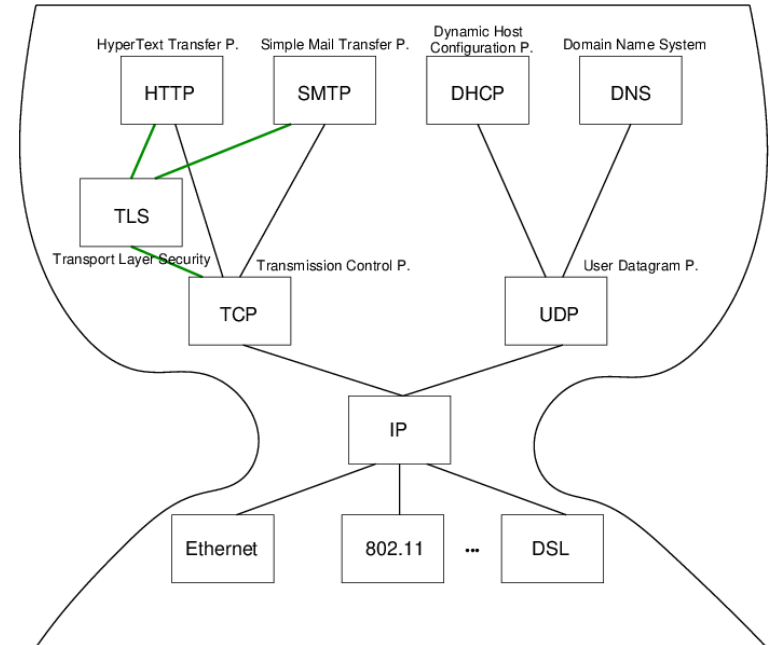 HyperText Transfer P.
Simple Mail Transfer P.
Dynamic Host
Configuration P.
Domain Name System
HTTP
SMTP
DHCP
DNS
TLS
Transport Layer Security
Transmission Control P.
User Datagram P.
TCP
UDP
IP
Ethernet
802.11
...
DSL